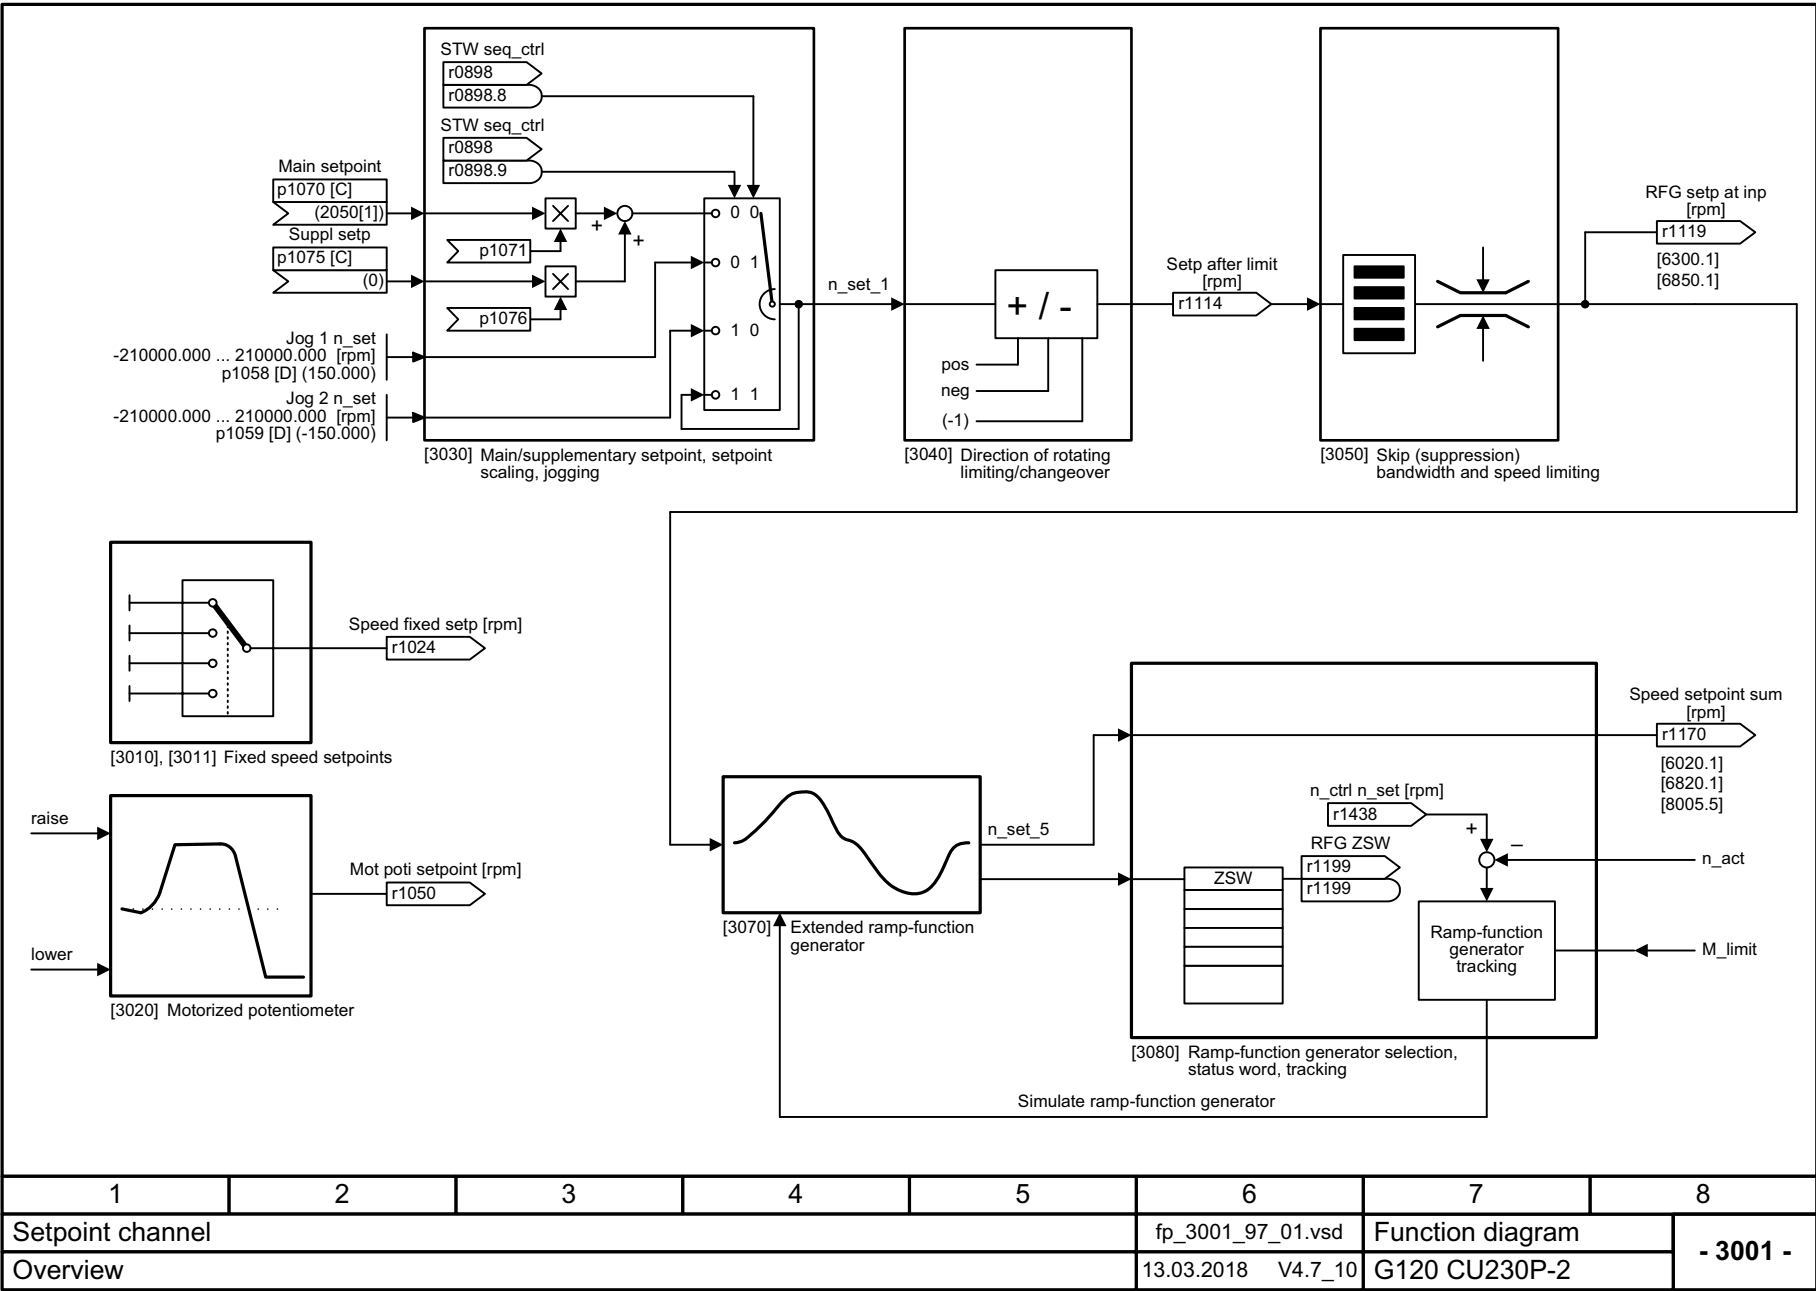 STW seq_ctrl
r0898
r0898.8
STW seq_ctrl
r0898
r0898.9
Main setpoint
p1070 [C]
(2050[1])
Suppl setp
p1075 [C]
(0)
p1071
p1076
+
+
0 0
0 1
1 0
1 1
Jog 1 n_set
-210000.000 ... 210000.000 [rpm]
p1058 [D] (150.000)
Jog 2 n_set
-210000.000 ... 210000.000 [rpm]
p1059 [D] (-150.000)
[3030] Main/supplementary setpoint, setpoint
scaling, jogging
n_set_1
+ / -
pos
neg
(-1)
[3040] Direction of rotating
limiting/changeover
Setp after limit
[rpm]
r1114
[3050] Skip (suppression)
bandwidth and speed limiting
RFG setp at inp
[rpm]
r1119
[6300.1]
[6850.1]
Speed fixed setp [rpm]
r1024
[3010], [3011] Fixed speed setpoints
raise
lower
Mot poti setpoint [rpm]
r1050
[3020] Motorized potentiometer
n_set_5
[3070] Extended ramp-function
generator
Speed setpoint sum
[rpm]
r1170
[6020.1]
[6820.1]
[8005.5]
n_ctrl n_set [rpm]
r1438
+
–
n_act
RFG ZSW
r1199
r1199
ZSW
Ramp-function
generator
tracking
M_limit
[3080] Ramp-function generator selection,
status word, tracking
Simulate ramp-function generator
1 2 3 4 5 6 7 8
Setpoint channel
fp_3001_97_01.vsd
Function diagram
- 3001 -
Overview
13.03.2018 V4.7_10
G120 CU230P-2